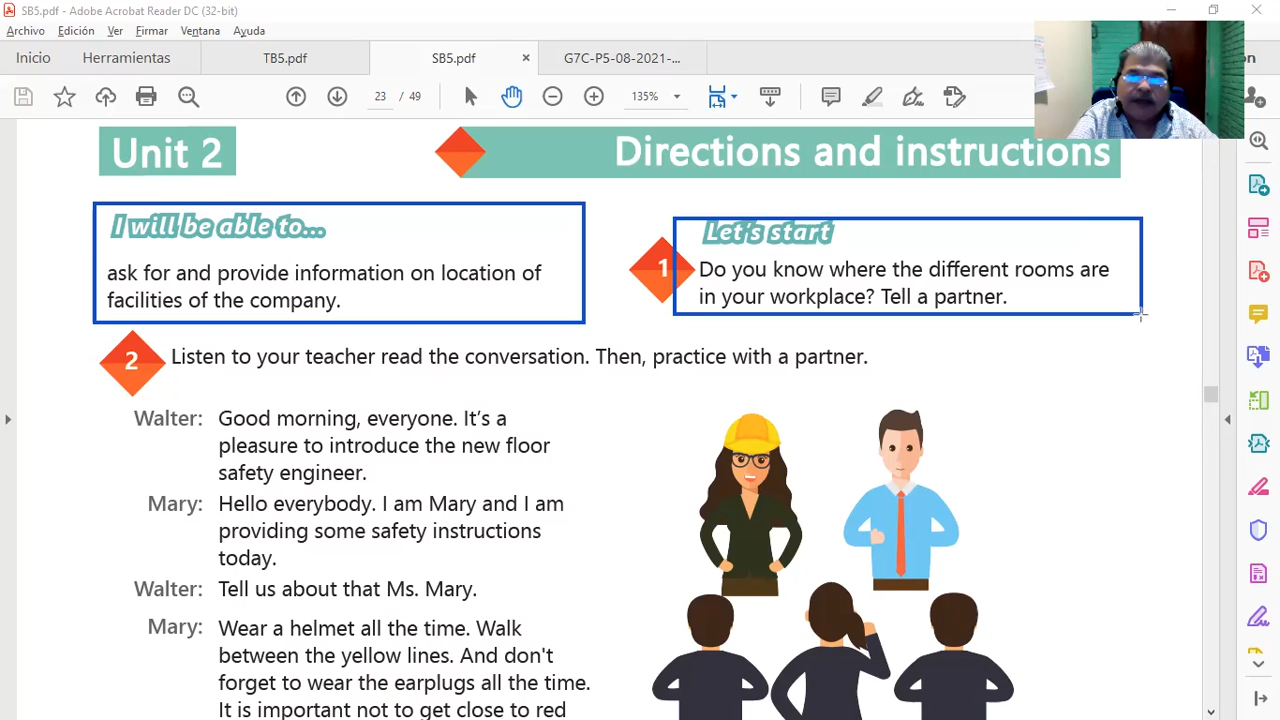 SB5.pdf - Adobe Acrobat Reader DC (32-bit)
Archivo Edición Ver Firmar Ventana Ayuda
Inicio Herramientas TB5.pdf SB5.pdf × G7C-P5-08-2021-...
23 / 49 135%
Unit 2 Directions and instructions
I will be able to...
ask for and provide information on location of
facilities of the company.
Let's start
1 Do you know where the different rooms are
in your workplace? Tell a partner.
2 Listen to your teacher read the conversation. Then, practice with a partner.
Walter: Good morning, everyone. It's a
pleasure to introduce the new floor
safety engineer.
Mary: Hello everybody. I am Mary and I am
providing some safety instructions
today.
Walter: Tell us about that Ms. Mary.
Mary: Wear a helmet all the time. Walk
between the yellow lines. And don't
forget to wear the earplugs all the time.
It is important not to get close to red